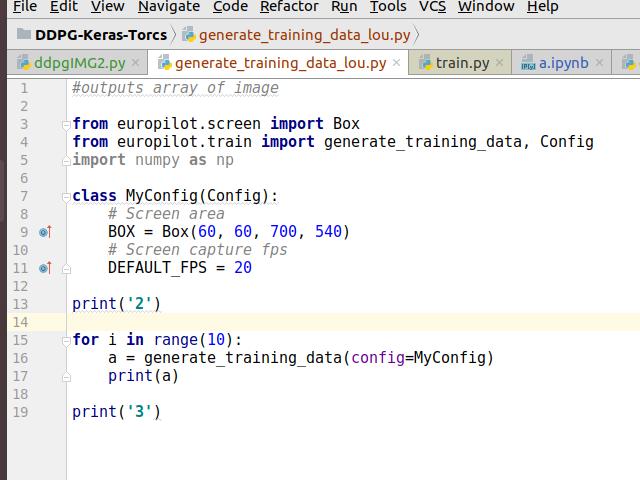 File Edit View Navigate Code Refactor Run Tools VCS Window Help
DDPG-Keras-Torcs generate_training_data_lou.py
ddpgIMG2.py generate_training_data_lou.py train.py a.ipynb
1 #outputs array of image
2
3 from europilot.screen import Box
4 from europilot.train import generate_training_data, Config
5 import numpy as np
6
7 class MyConfig(Config):
8 # Screen area
9 BOX = Box(60, 60, 700, 540)
10 # Screen capture fps
11 DEFAULT_FPS = 20
12
13 print('2')
14
15 for i in range(10):
16 a = generate_training_data(config=MyConfig)
17 print(a)
18
19 print('3')